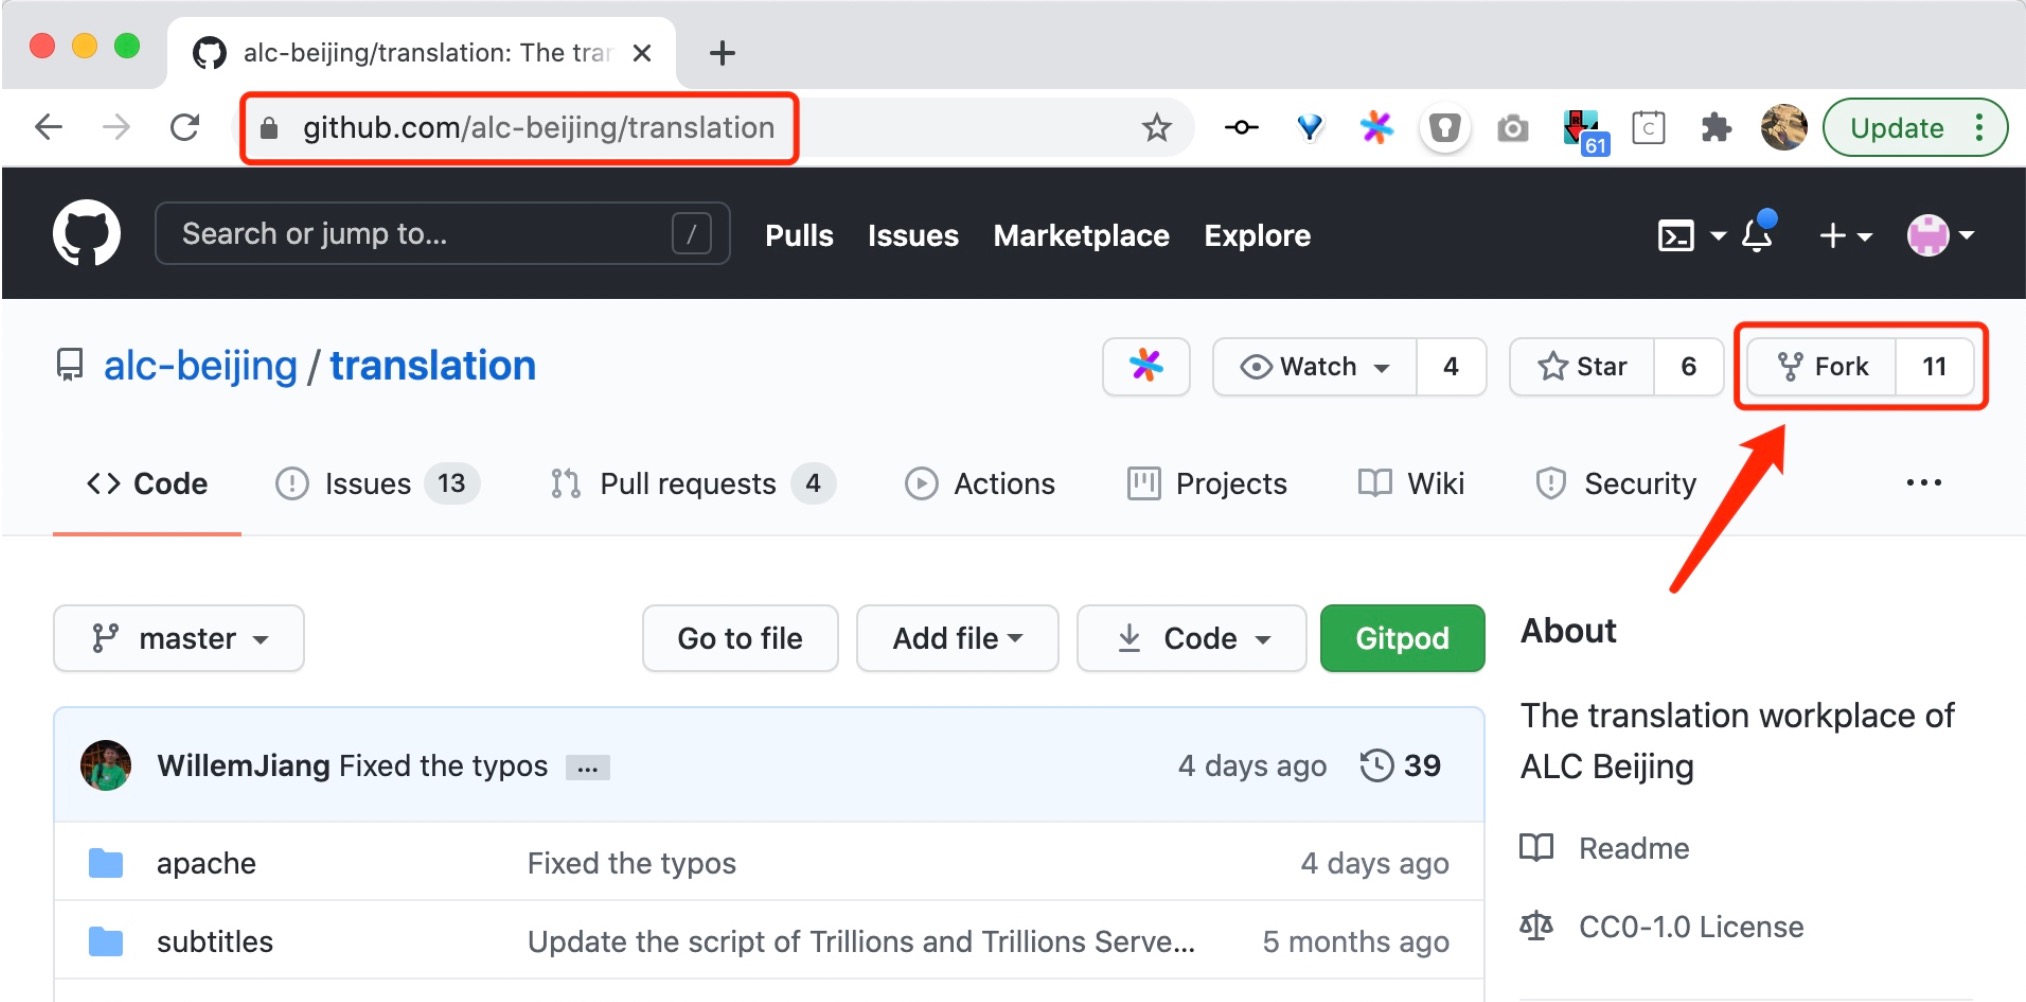 alc-beijing/translation: The tran
github.com/alc-beijing/translation
61
C
Update
Search or jump to...
/
Pulls
Issues
Marketplace
Explore
alc-beijing / translation
Watch 4
Star 6
Fork 11
Code
Issues 13
Pull requests 4
Actions
Projects
Wiki
Security
...
master
Go to file
Add file
Code
Gitpod
WillemJiang Fixed the typos ... 4 days ago 39
apache Fixed the typos 4 days ago
subtitles Update the script of Trillions and Trillions Serve... 5 months ago
About
The translation workplace of
ALC Beijing
Readme
CC0-1.0 License